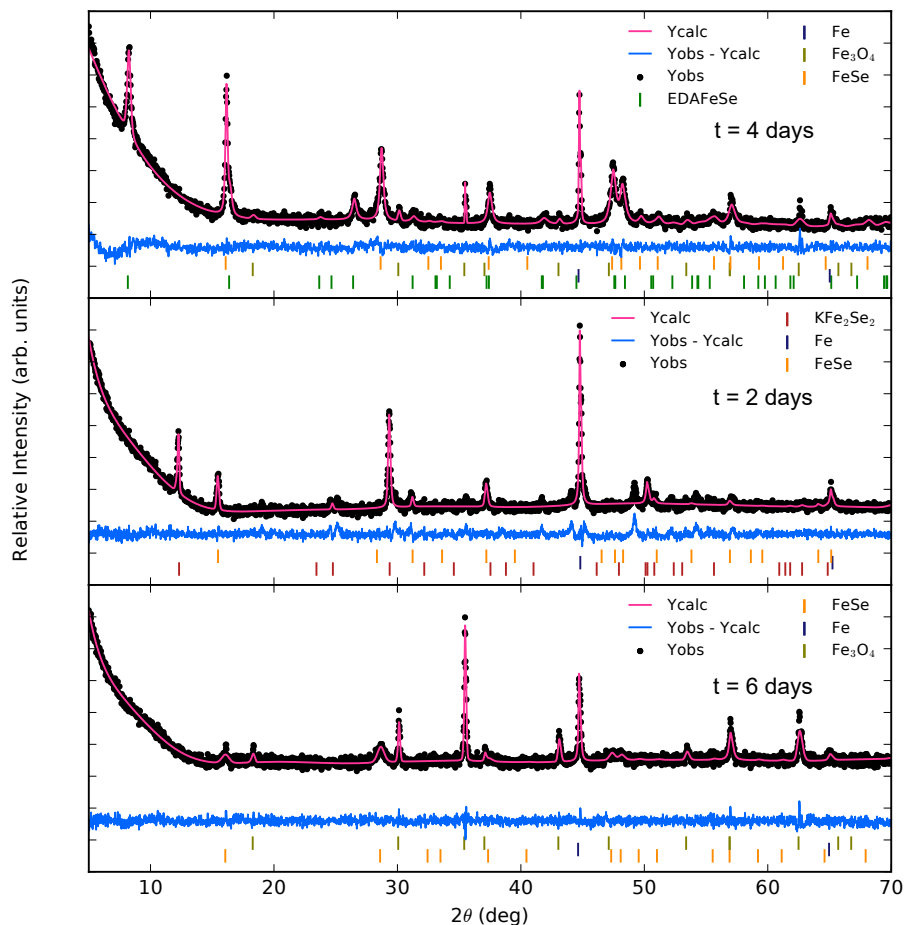 Ycalc
Yobs - Ycalc
Yobs
EDAFeSe
Fe
Fe₃O₄
FeSe
t = 4 days
Ycalc
Yobs - Ycalc
Yobs
KFe₂Se₂
Fe
FeSe
t = 2 days
Ycalc
Yobs - Ycalc
Yobs
FeSe
Fe
Fe₃O₄
t = 6 days
Relative Intensity (arb. units)
10 20 30 40 50 60 70
2θ (deg)